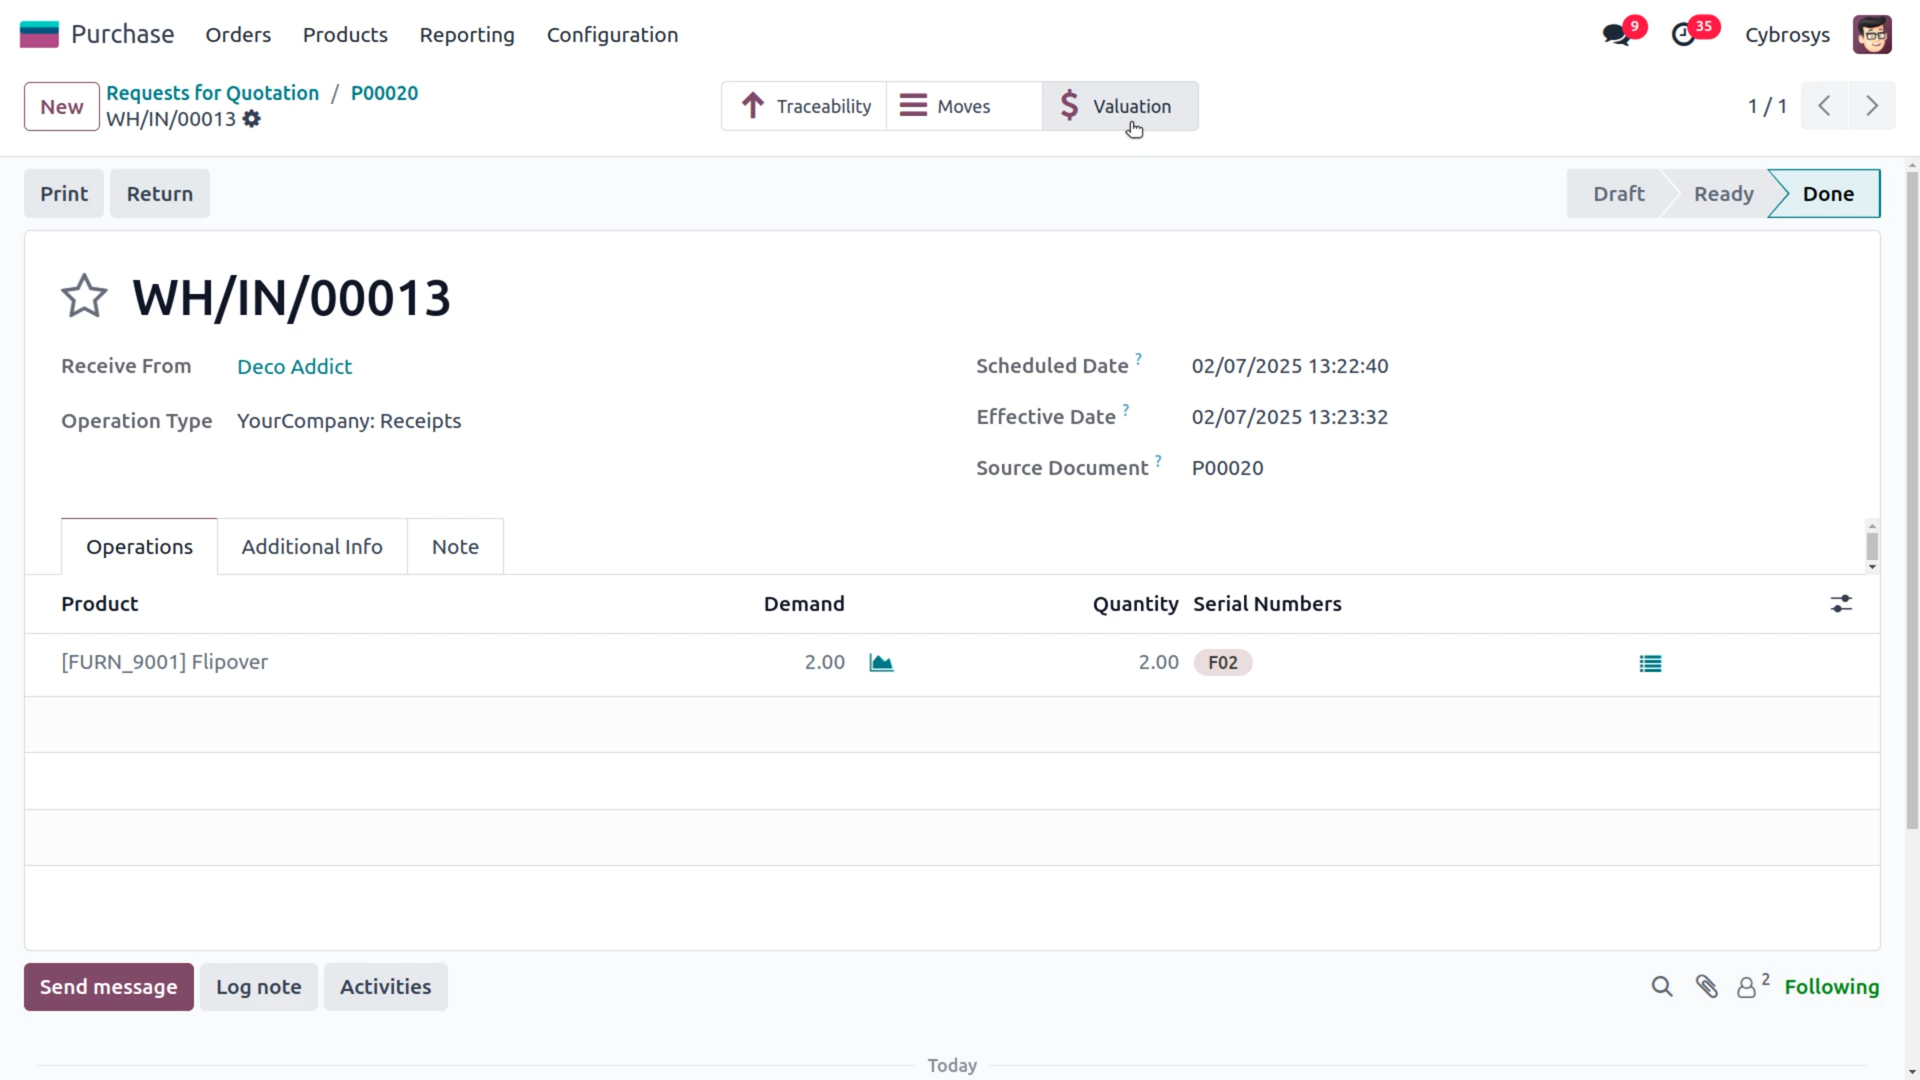 Purchase Orders Products Reporting Configuration 9 35 Cybrosys
New Requests for Quotation / P00020 Traceability Moves $ Valuation 1 / 1
WH/IN/00013
Print Return Draft Ready Done
WH/IN/00013
Receive From Deco Addict Scheduled Date ? 02/07/2025 13:22:40
Operation Type YourCompany: Receipts Effective Date ? 02/07/2025 13:23:32
Source Document ? P00020
Operations Additional Info Note
Product Demand Quantity Serial Numbers
[FURN_9001] Flipover 2.00 2.00 F02
Send message Log note Activities 2 Following
Today